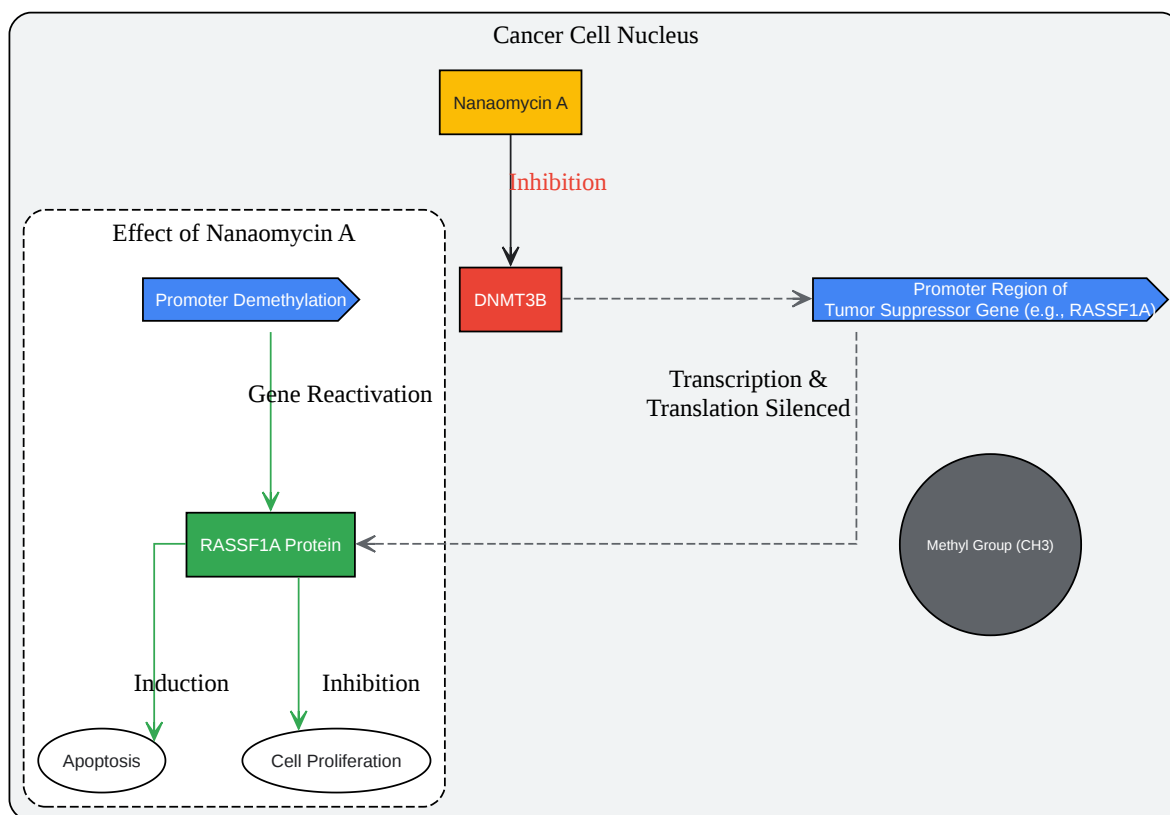 Cancer Cell Nucleus
Nanaomycin A
Inhibition
Effect of Nanaomycin A
Promoter Demethylation
DNMT3B
Promoter Region of
Tumor Suppressor Gene (e.g., RASSF1A)
Gene Reactivation
Transcription &
Translation Silenced
RASSF1A Protein
Methyl Group (CH3)
Induction
Inhibition
Apoptosis
Cell Proliferation